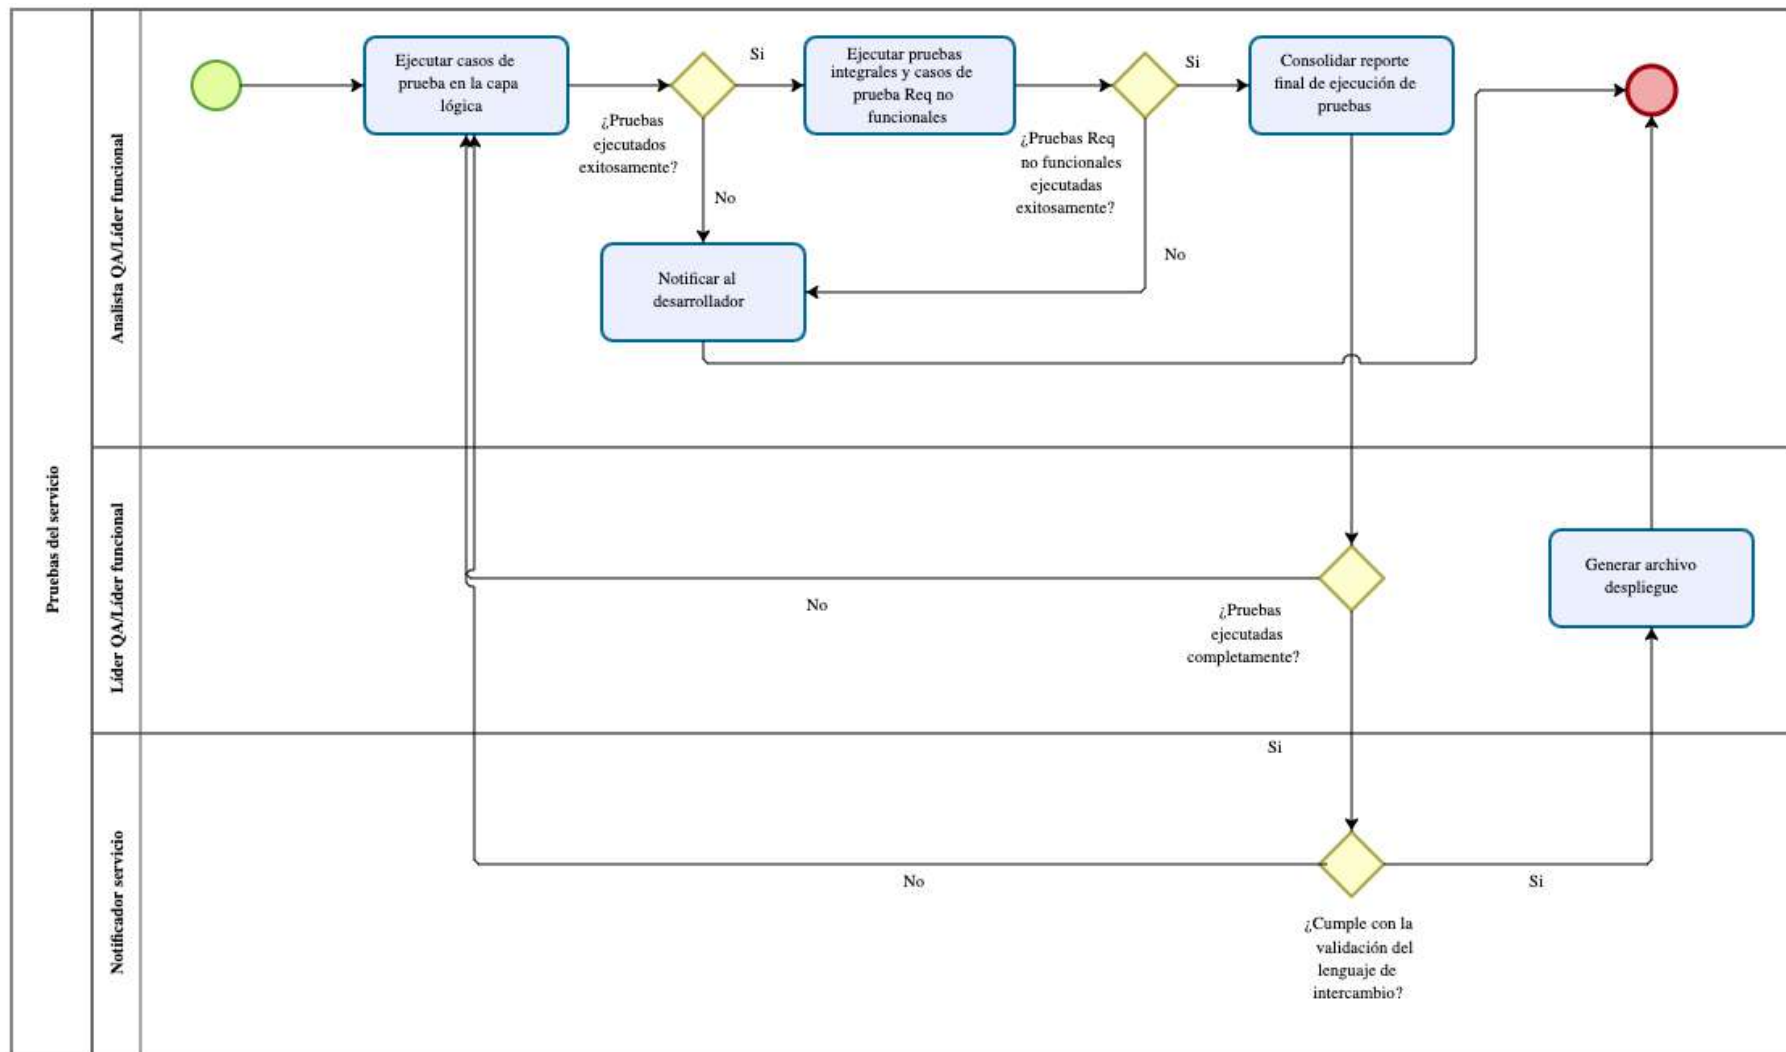 Pruebas del servicio
Analista QA/Líder funcional
Ejecutar casos de
prueba en la capa
lógica
¿Pruebas
ejecutados
exitosamente?
Si
No
Ejecutar pruebas
integrales y casos de
prueba Req no
funcionales
¿Pruebas Req
no funcionales
ejecutadas
exitosamente?
Si
No
Consolidar reporte
final de ejecución de
pruebas
Notificar al
desarrollador
Líder QA/Líder funcional
No
¿Pruebas
ejecutadas
completamente?
Generar archivo
despliegue
Si
Notificador servicio
No
Si
¿Cumple con la
validación del
lenguaje de
intercambio?